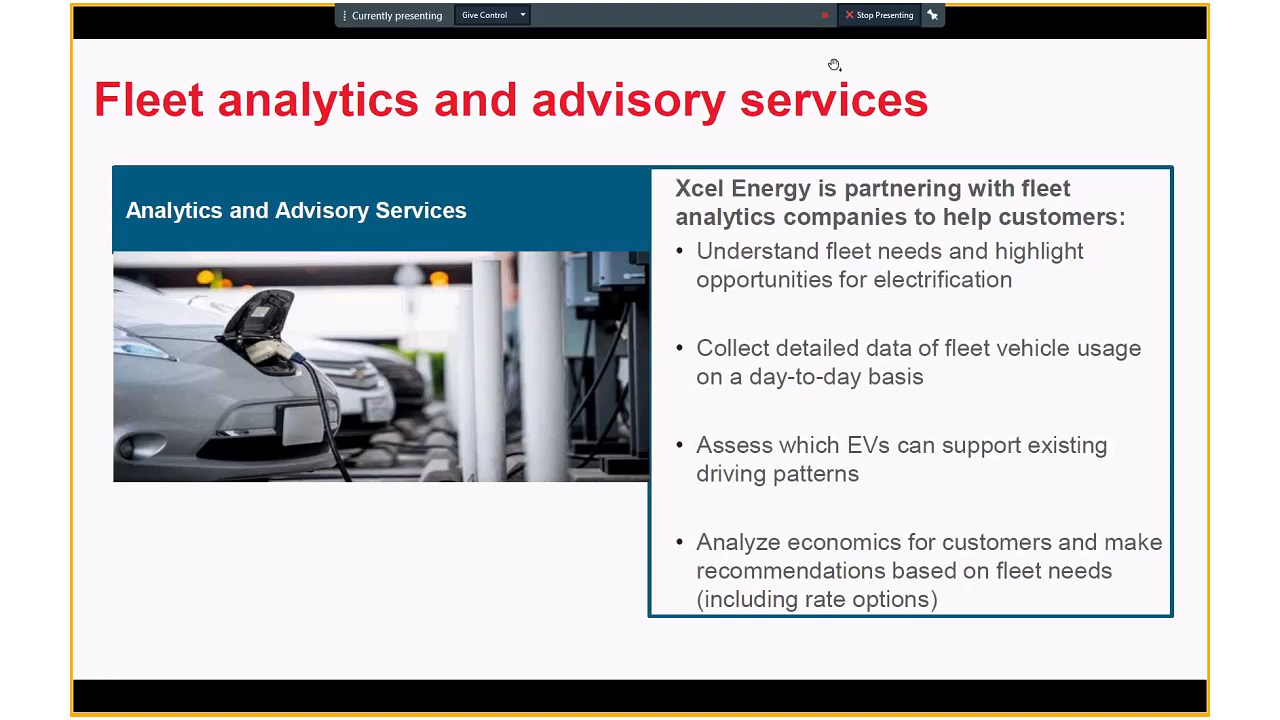 Currently presenting
Give Control
Stop Presenting
Fleet analytics and advisory services
Analytics and Advisory Services
Xcel Energy is partnering with fleet
analytics companies to help customers:
• Understand fleet needs and highlight
opportunities for electrification
• Collect detailed data of fleet vehicle usage
on a day-to-day basis
• Assess which EVs can support existing
driving patterns
• Analyze economics for customers and make
recommendations based on fleet needs
(including rate options)